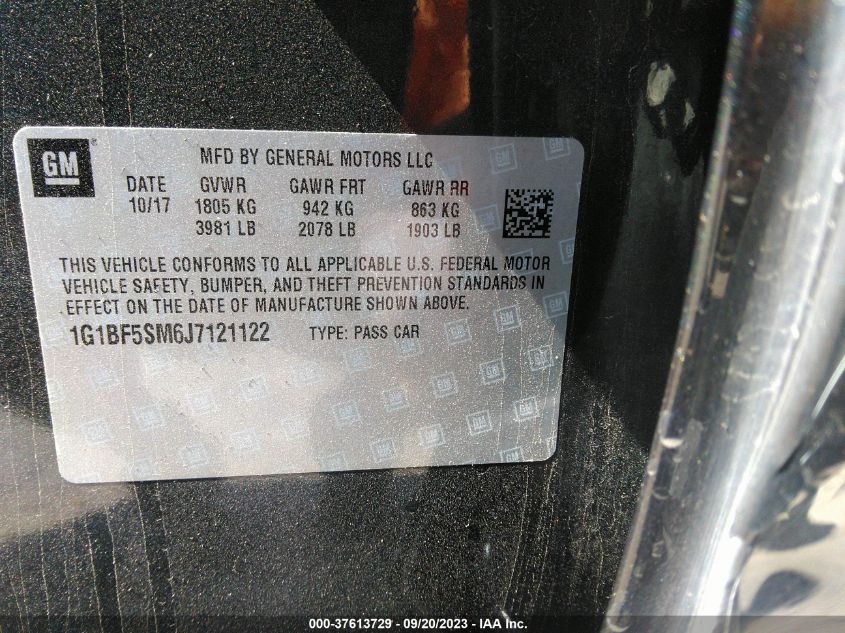 GM
MFD BY GENERAL MOTORS LLC
DATE GVWR GAWR FRT GAWR RR
10/17 1805 KG 942 KG 863 KG
3981 LB 2078 LB 1903 LB
THIS VEHICLE CONFORMS TO ALL APPLICABLE U.S. FEDERAL MOTOR
VEHICLE SAFETY, BUMPER, AND THEFT PREVENTION STANDARDS IN
EFFECT ON THE DATE OF MANUFACTURE SHOWN ABOVE.
1G1BF5SM6J7121122 TYPE: PASS CAR
000-37613729 - 09/20/2023 - IAA Inc.